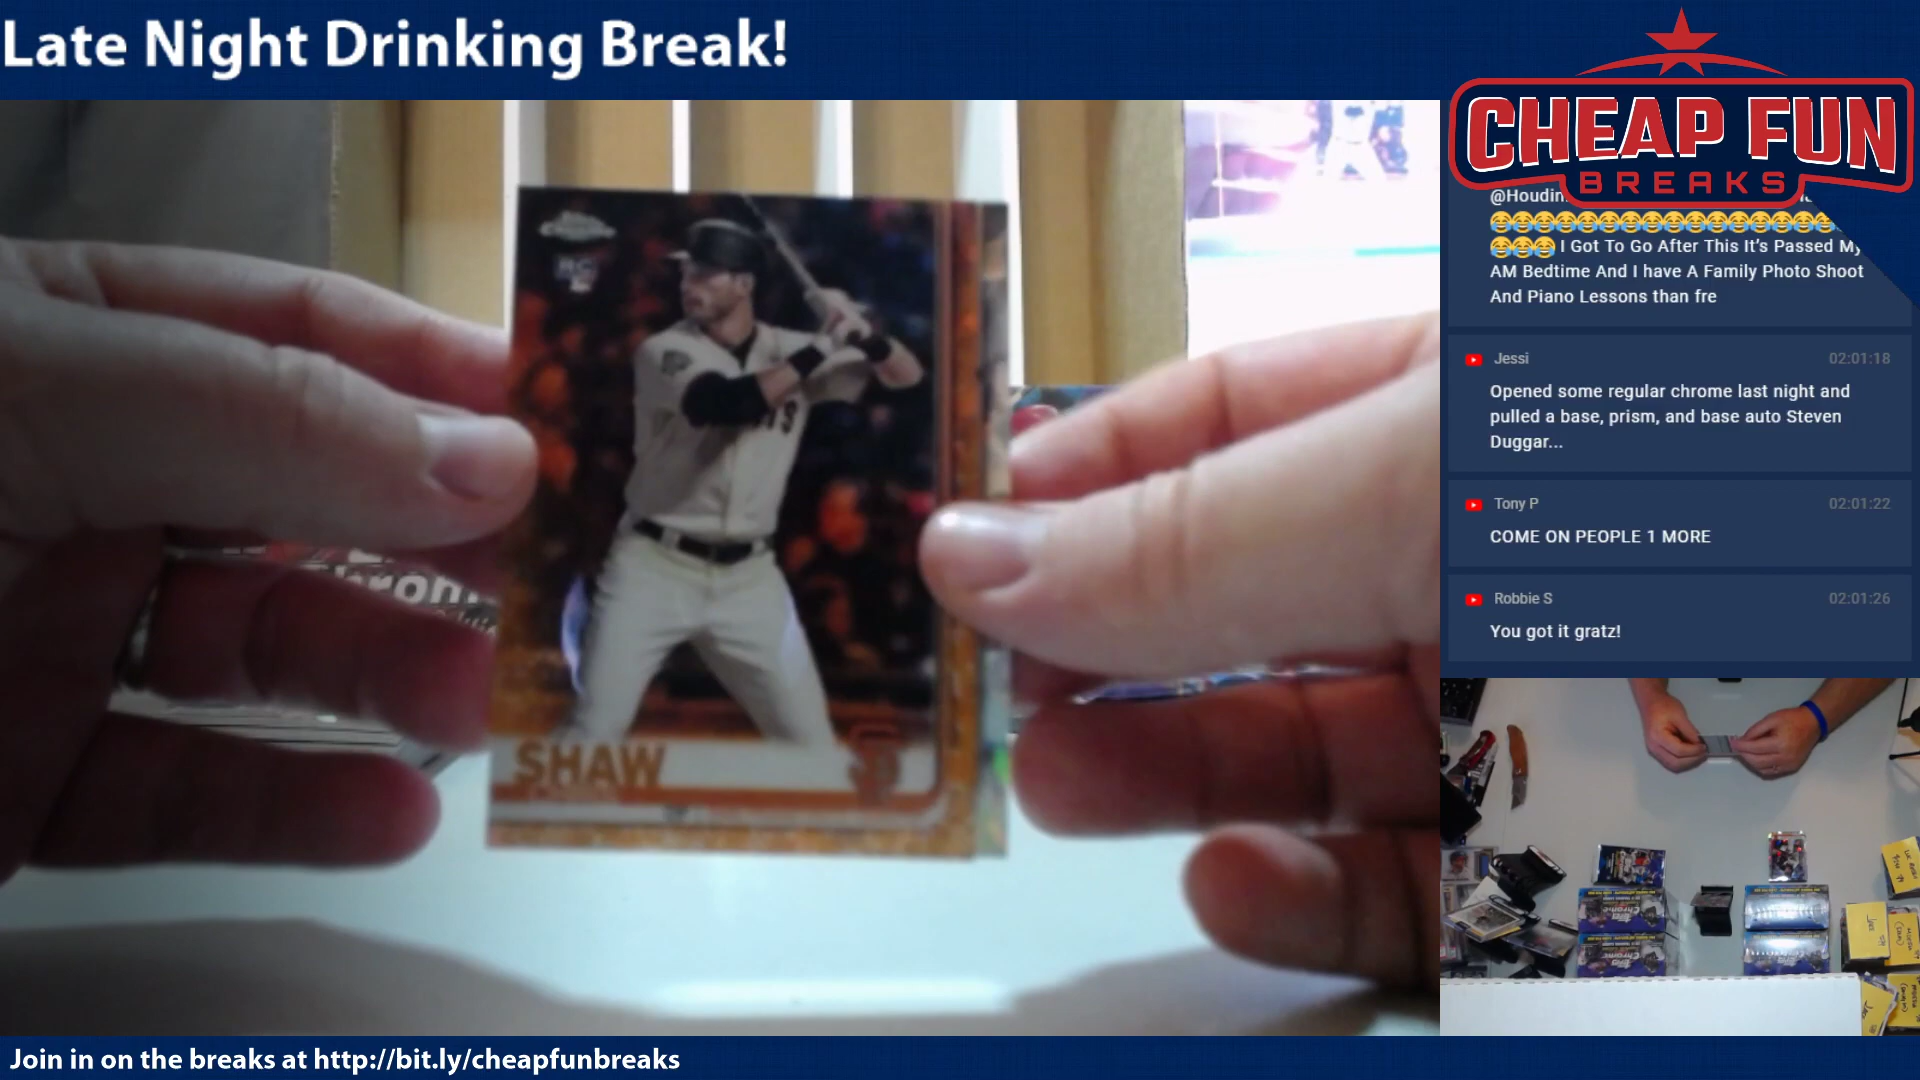 Late Night Drinking Break!
CHEAP FUN
BREAKS
@Houdin
😂😂😂😂😂😂😂😂😂😂😂😂😂😂😂
😂😂😂 I Got To Go After This It's Passed My
AM Bedtime And I have A Family Photo Shoot
And Piano Lessons than fre
Jessi 02:01:18
Opened some regular chrome last night and
pulled a base, prism, and base auto Steven
Duggar...
Tony P 02:01:22
COME ON PEOPLE 1 MORE
Robbie S 02:01:26
You got it gratz!
Chrome
RC
SHAW
Join in on the breaks at http://bit.ly/cheapfunbreaks